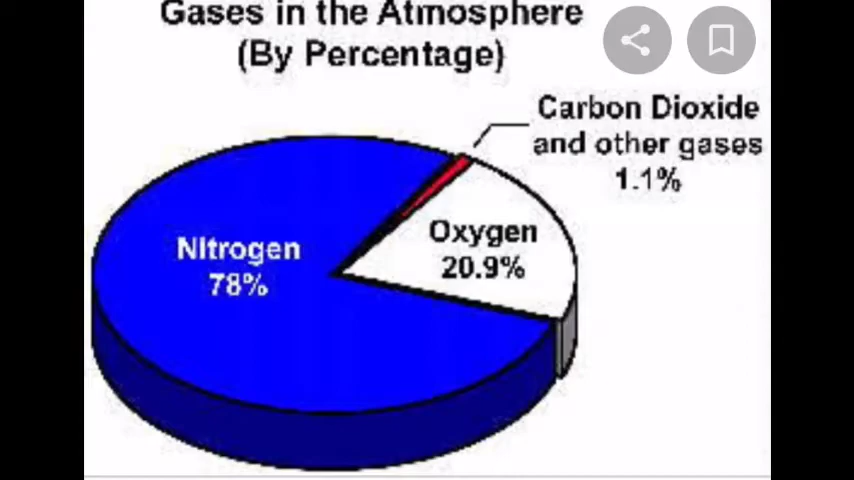 Gases in the Atmosphere
(By Percentage)
Carbon Dioxide
and other gases
1.1%
Oxygen
20.9%
Nitrogen
78%